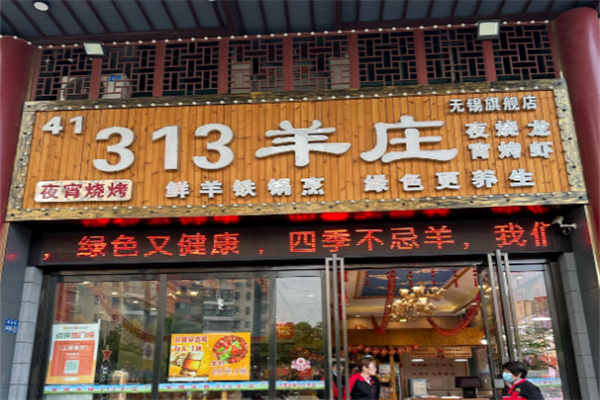 41
313羊庄
无锡旗舰店
夜烧龙
宵烤虾
夜宵烧烤
鲜羊铁锅烹 绿色更养生
，绿色又健康，四季不忌羊，我们